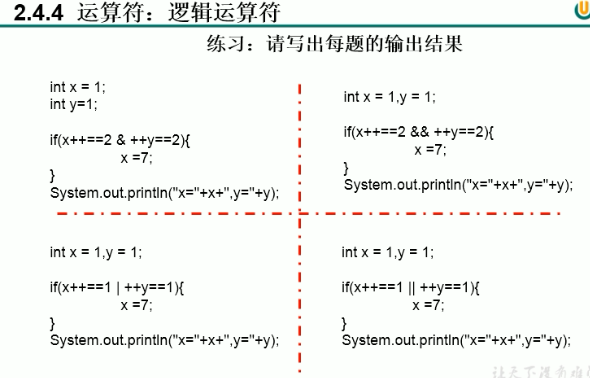 2.4.4 运算符：逻辑运算符
练习：请写出每题的输出结果
int x = 1;
int y=1;
if(x++==2 & ++y==2){
x =7;
}
System.out.println("x="+x+",y="+y);
int x = 1,y = 1;
if(x++==2 && ++y==2){
x =7;
}
System.out.println("x="+x+",y="+y);
int x = 1,y = 1;
if(x++==1 | ++y==1){
x =7;
}
System.out.println("x="+x+",y="+y);
int x = 1,y = 1;
if(x++==1 || ++y==1){
x =7;
}
System.out.println("x="+x+",y="+y);